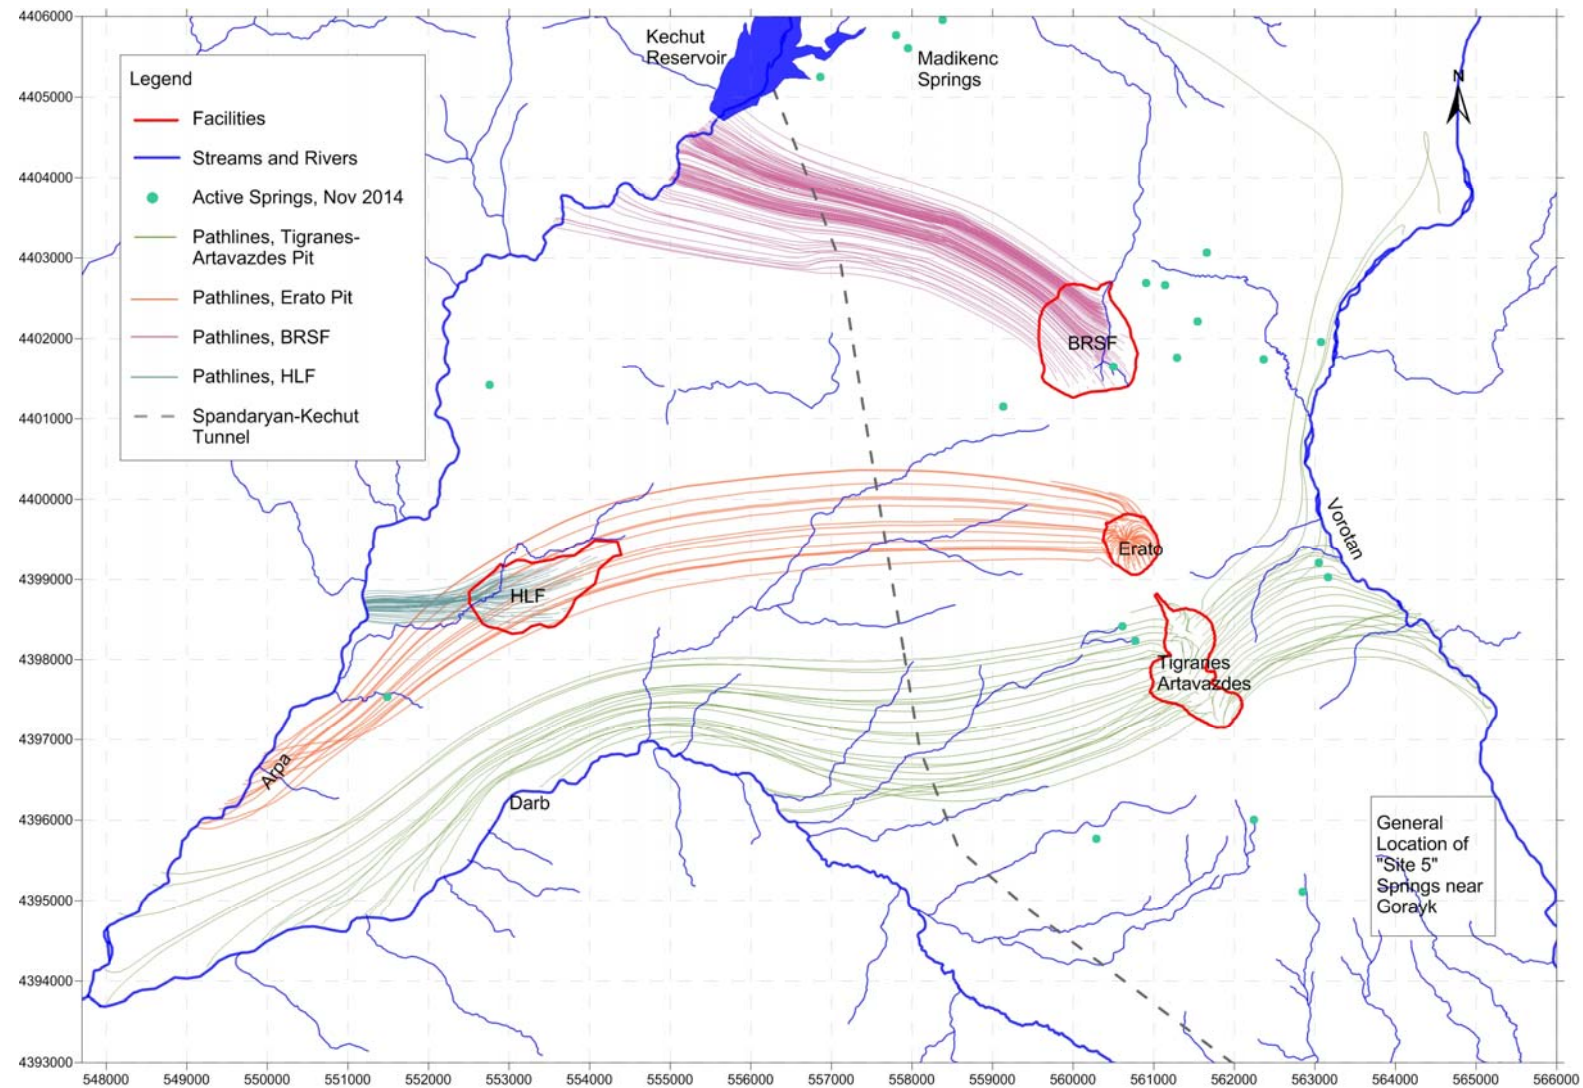 4406000
4405000
4404000
4403000
4402000
4401000
4400000
4399000
4398000
4397000
4396000
4395000
4394000
4393000
Legend
Facilities
Streams and Rivers
Active Springs, Nov 2014
Pathlines, Tigranes-
Artavazdes Pit
Pathlines, Erato Pit
Pathlines, BRSF
Pathlines, HLF
Spandaryan-Kechut
Tunnel
Kechut
Reservoir
Madikenc
Springs
N
BRSF
Erato
HLF
Vorotan
Tigranes
Artavazdes
Arpa
Darb
General
Location of
"Site 5"
Springs near
Gorayk
548000 549000 550000 551000 552000 553000 554000 555000 556000 557000 558000 559000 560000 561000 562000 563000 564000 565000 566000